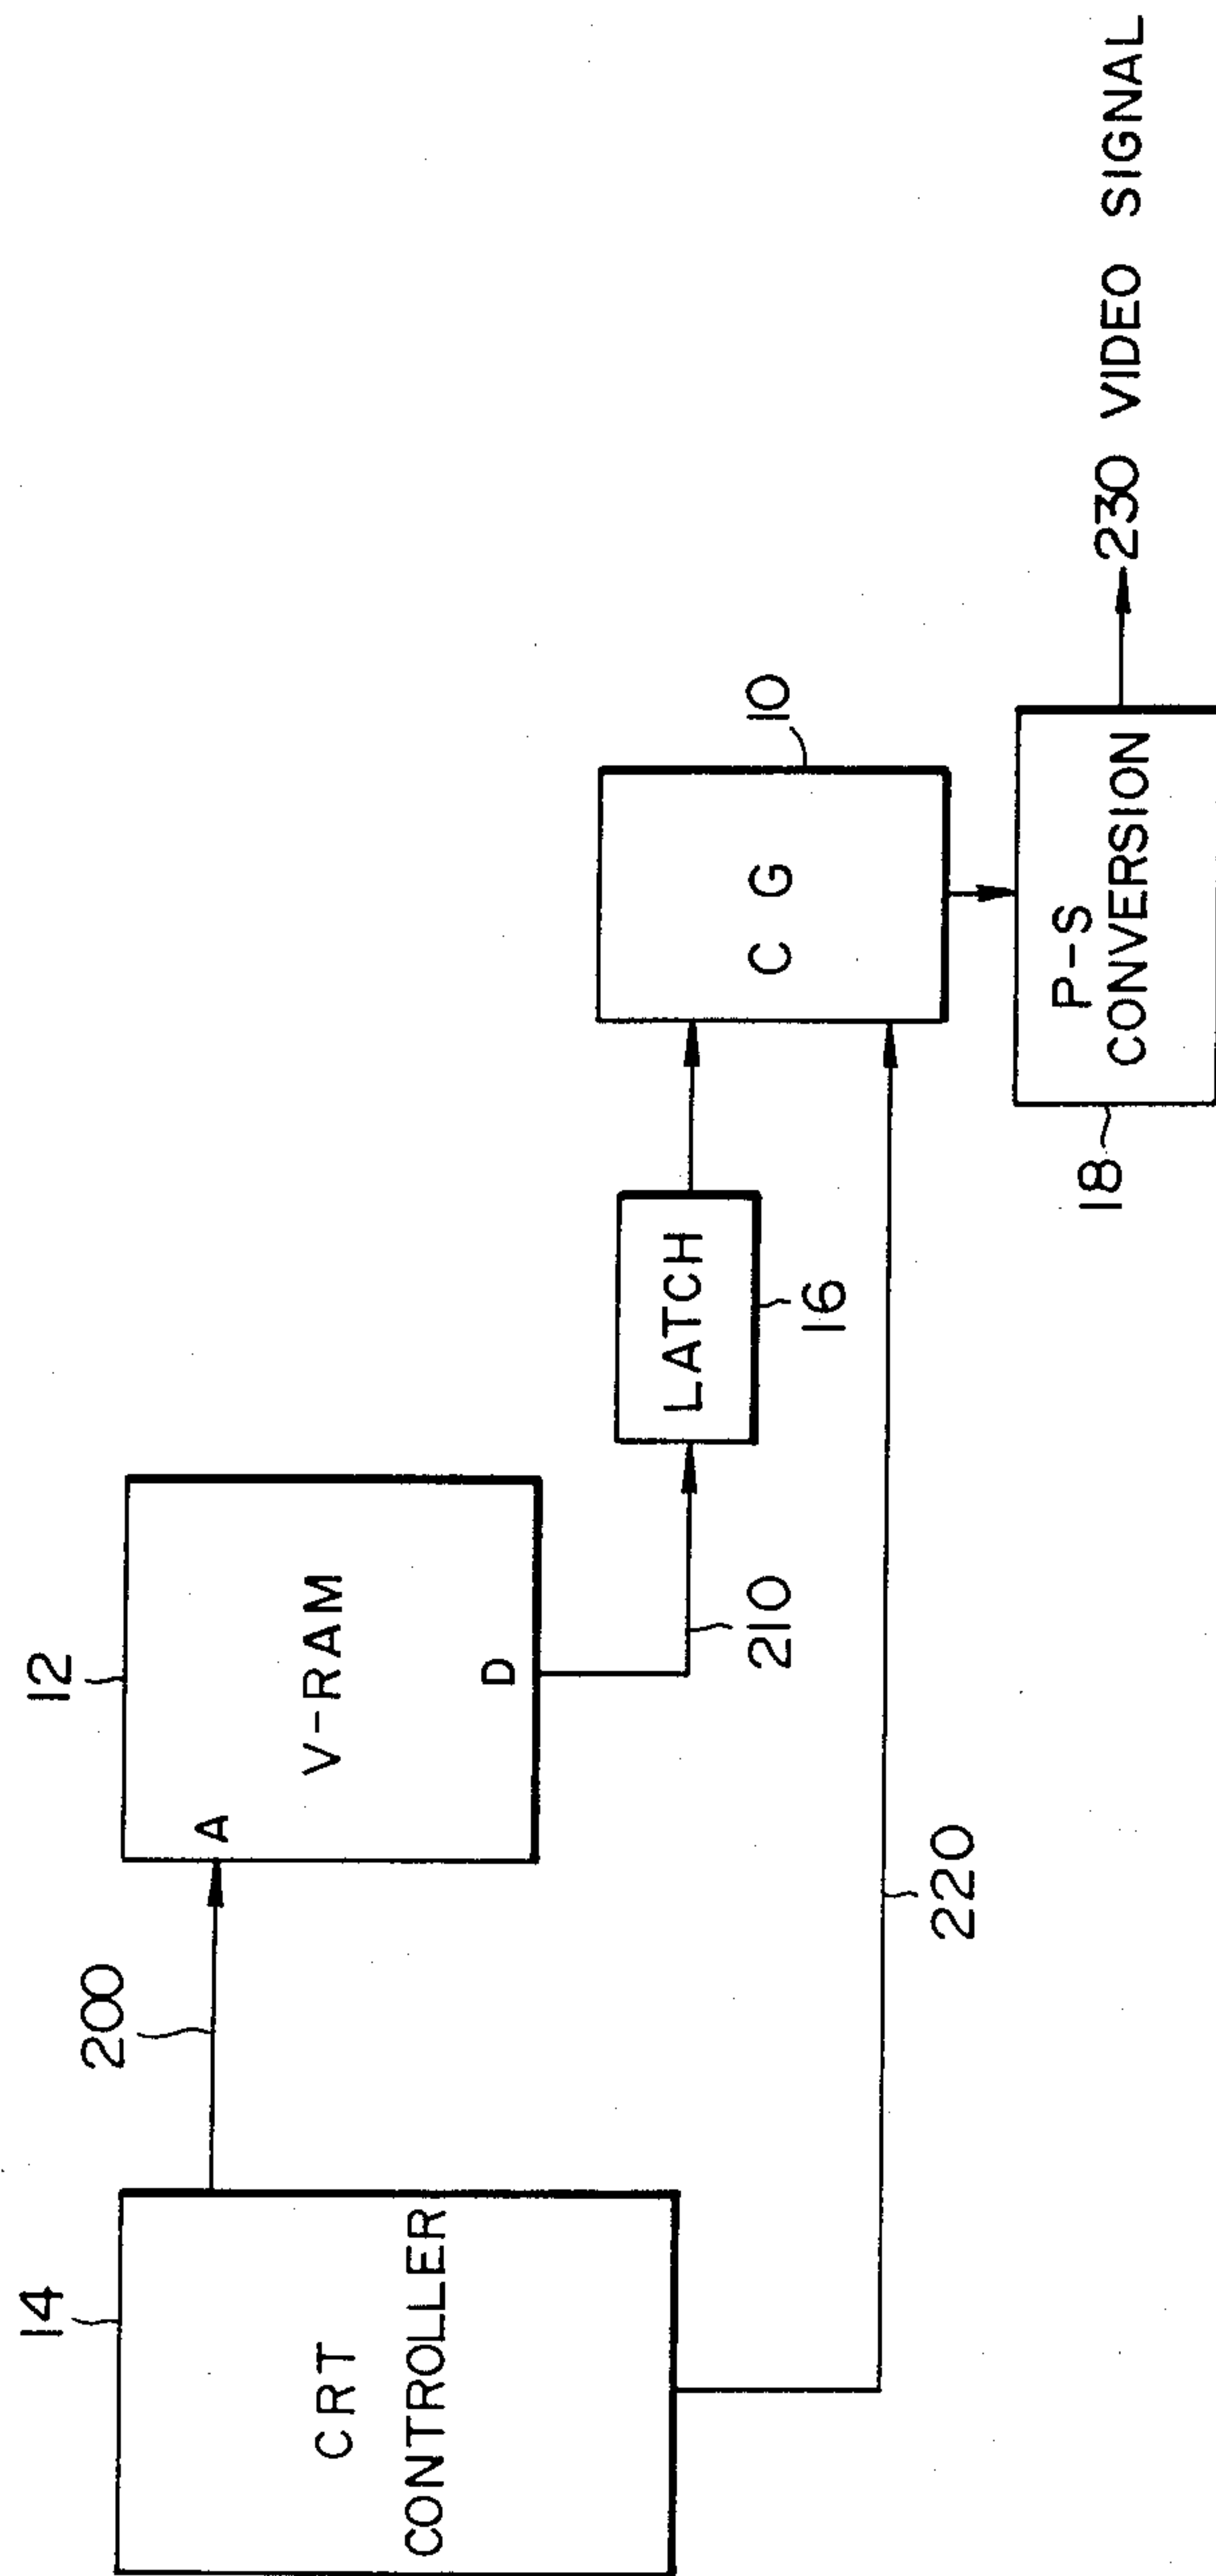 14
CRT
CONTROLLER
200
12
A
V-RAM
D
210
220
LATCH
16
10
C G
P-S
CONVERSION
18
230 VIDEO SIGNAL